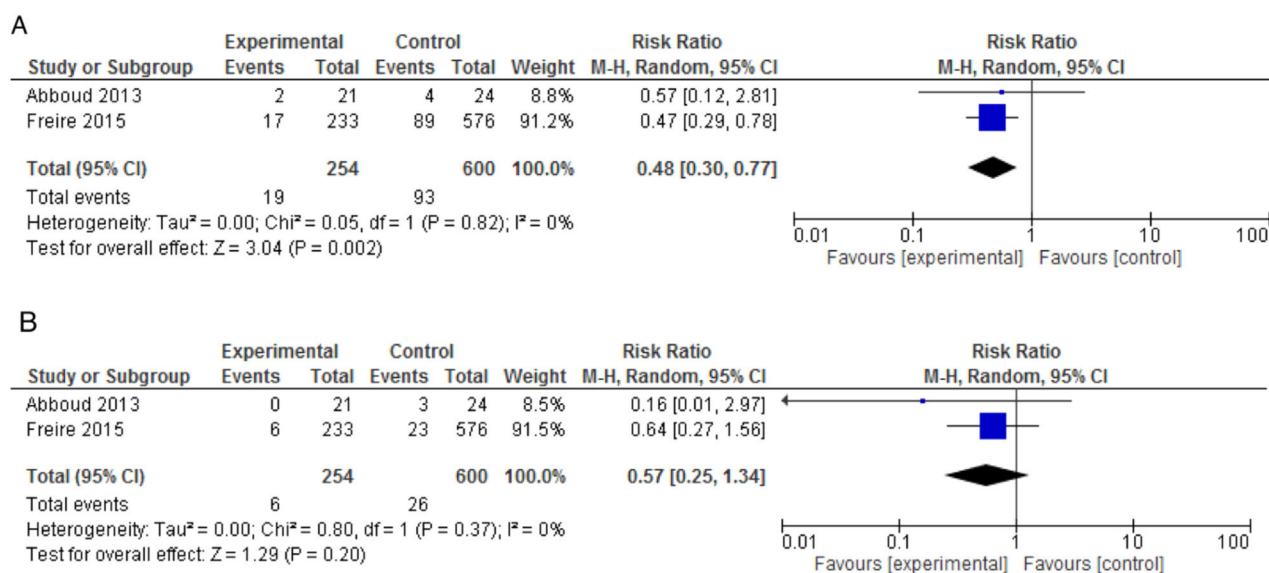 A
Experimental Control Risk Ratio Risk Ratio
Study or Subgroup Events Total Events Total Weight M-H, Random, 95% CI M-H, Random, 95% CI
Abboud 2013 2 21 4 24 8.8% 0.57 [0.12, 2.81]
Freire 2015 17 233 89 576 91.2% 0.47 [0.29, 0.78]
Total (95% CI) 254 600 100.0% 0.48 [0.30, 0.77]
Total events 19 93
Heterogeneity: Tau² = 0.00; Chi² = 0.05, df = 1 (P = 0.82); I² = 0%
Test for overall effect: Z = 3.04 (P = 0.002)
0.01 0.1 1 10 100
Favours [experimental] Favours [control]
B
Experimental Control Risk Ratio Risk Ratio
Study or Subgroup Events Total Events Total Weight M-H, Random, 95% CI M-H, Random, 95% CI
Abboud 2013 0 21 3 24 8.5% 0.16 [0.01, 2.97]
Freire 2015 6 233 23 576 91.5% 0.64 [0.27, 1.56]
Total (95% CI) 254 600 100.0% 0.57 [0.25, 1.34]
Total events 6 26
Heterogeneity: Tau² = 0.00; Chi² = 0.80, df = 1 (P = 0.37); I² = 0%
Test for overall effect: Z = 1.29 (P = 0.20)
0.01 0.1 1 10 100
Favours [experimental] Favours [control]